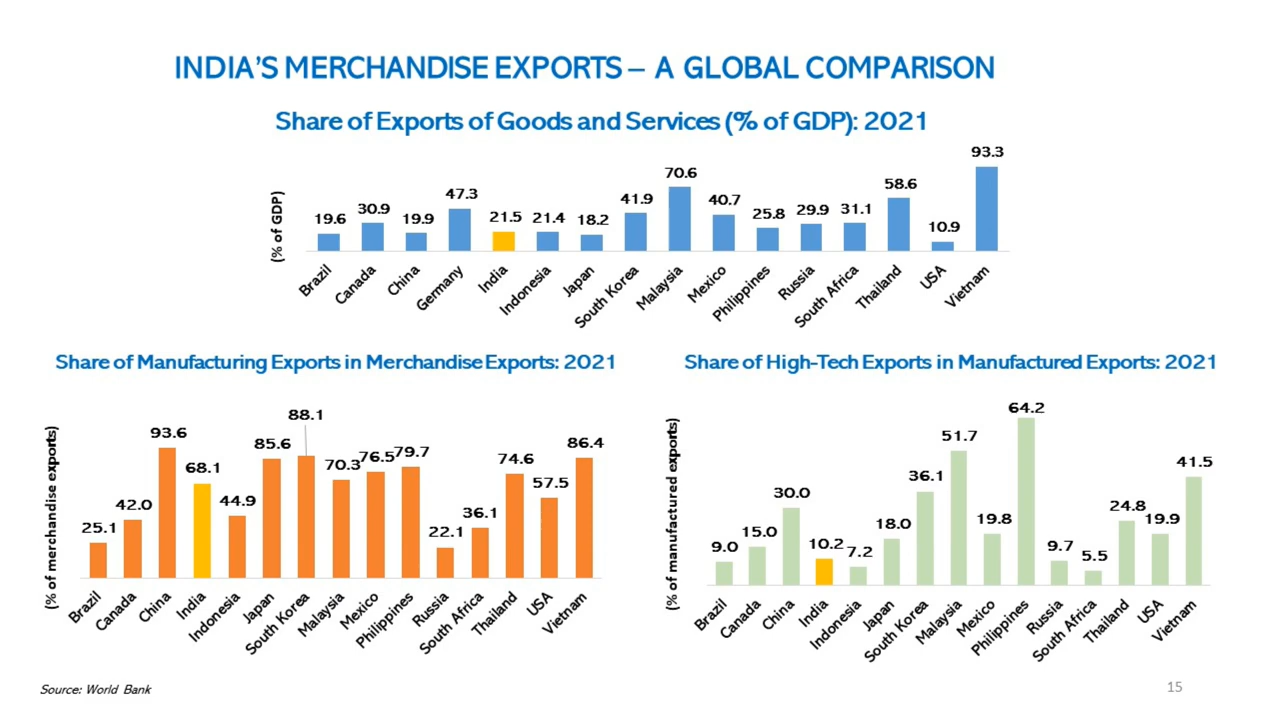 INDIA'S MERCHANDISE EXPORTS – A GLOBAL COMPARISON
Share of Exports of Goods and Services (% of GDP): 2021
(% of GDP)
19.6 30.9 19.9 47.3 21.5 21.4 18.2 41.9 70.6 40.7 25.8 29.9 31.1 58.6 10.9 93.3
Brazil Canada China Germany India Indonesia Japan South Korea Malaysia Mexico Philippines Russia South Africa Thailand USA Vietnam
Share of Manufacturing Exports in Merchandise Exports: 2021
(% of merchandise exports)
25.1 42.0 93.6 68.1 44.9 85.6 88.1 70.3 76.5 79.7 22.1 36.1 74.6 57.5 86.4
Brazil Canada China India Indonesia Japan South Korea Malaysia Mexico Philippines Russia South Africa Thailand USA Vietnam
Share of High-Tech Exports in Manufactured Exports: 2021
(% of manufactured exports)
9.0 15.0 30.0 10.2 7.2 18.0 36.1 51.7 19.8 64.2 9.7 5.5 24.8 19.9 41.5
Brazil Canada China India Indonesia Japan South Korea Malaysia Mexico Philippines Russia South Africa Thailand USA Vietnam
Source: World Bank
15